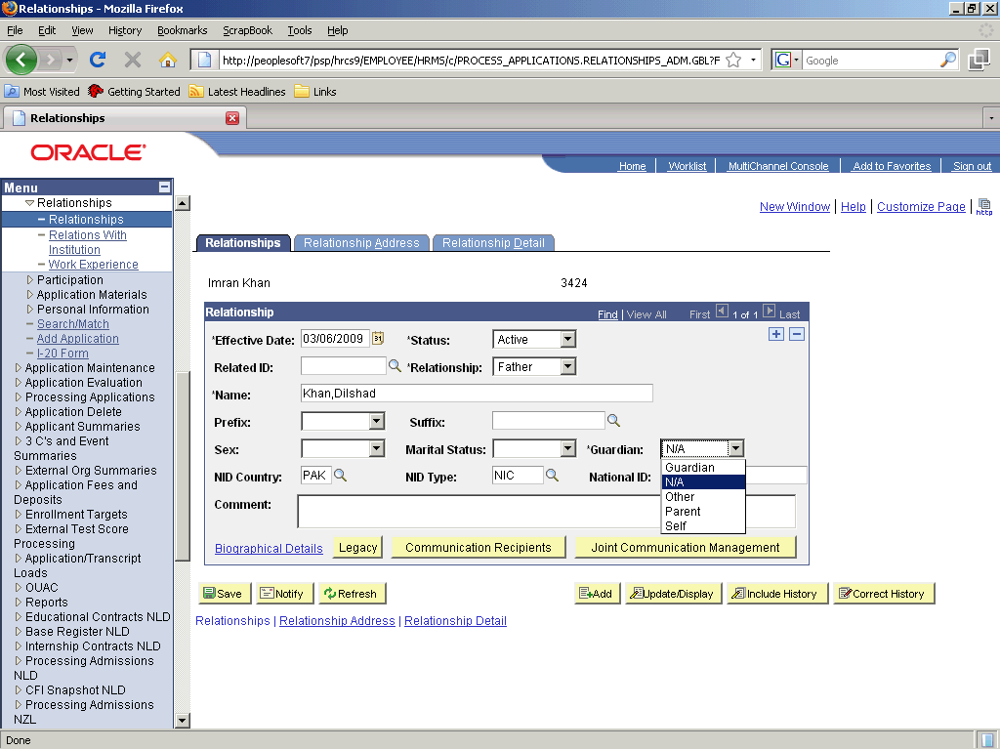 Relationships - Mozilla Firefox
File Edit View History Bookmarks ScrapBook Tools Help
http://peoplesoft7/psp/hrcs9/EMPLOYEE/HRMS/c/PROCESS_APPLICATIONS.RELATIONSHIPS_ADM.GBL?F
G Google
Most Visited Getting Started Latest Headlines Links
Relationships
ORACLE
Home Worklist MultiChannel Console Add to Favorites Sign out
New Window | Help | Customize Page | http
Menu
Relationships
Relationships
Relations With
Institution
Work Experience
Participation
Application Materials
Personal Information
Search/Match
Add Application
I-20 Form
Application Maintenance
Application Evaluation
Processing Applications
Application Delete
Applicant Summaries
3 C's and Event
Summaries
External Org Summaries
Application Fees and
Deposits
Enrollment Targets
External Test Score
Processing
Application/Transcript
Loads
OUAC
Reports
Educational Contracts NLD
Base Register NLD
Internship Contracts NLD
Processing Admissions
NLD
CFI Snapshot NLD
Processing Admissions
NZL
Relationships Relationship Address Relationship Detail
Imran Khan 3424
Relationship Find | View All First 1 of 1 Last
*Effective Date: 03/06/2009 31 *Status: Active
Related ID: *Relationship: Father
*Name: Khan,Dilshad
Prefix: Suffix:
Sex: Marital Status: *Guardian: N/A
NID Country: PAK NID Type: NIC National ID:
Guardian
N/A
Other
Parent
Self
Comment:
Biographical Details Legacy Communication Recipients Joint Communication Management
Save Notify Refresh Add Update/Display Include History Correct History
Relationships | Relationship Address | Relationship Detail
Done